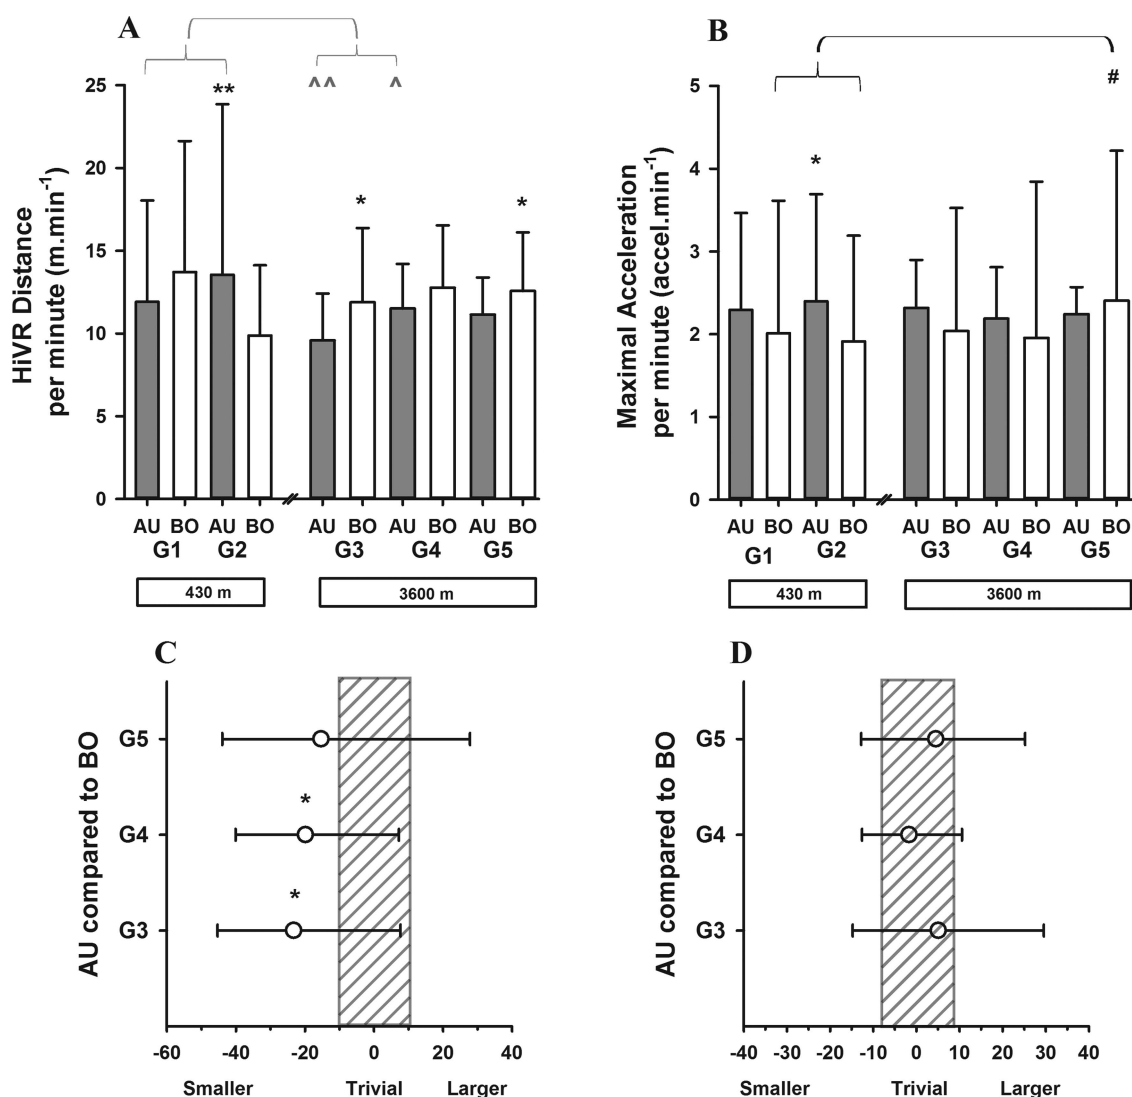 A
^^ ^
**
* *
HiVR Distance
per minute (m.min-1)
25
20
15
10
5
0
AU BO AU BO AU BO AU BO AU BO
G1 G2 G3 G4 G5
430 m 3600 m
B
#
*
Maximal Acceleration
per minute (accel.min-1)
5
4
3
2
1
0
AU BO AU BO AU BO AU BO AU BO
G1 G2 G3 G4 G5
430 m 3600 m
C
AU compared to BO
G5
*
G4
*
G3
-60 -40 -20 0 20 40
Smaller Trivial Larger
D
AU compared to BO
G5
G4
G3
-40 -30 -20 -10 0 10 20 30 40
Smaller Trivial Larger